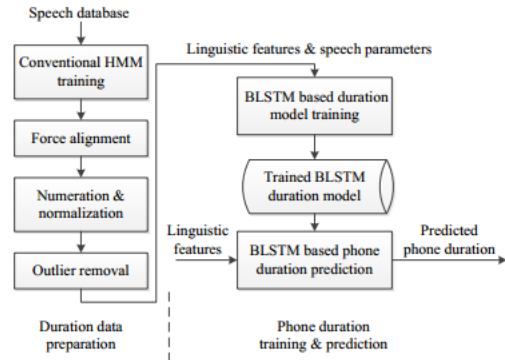 Speech database
Conventional HMM
training
Force alignment
Numeration &
normalization
Outlier removal
Duration data
preparation
Linguistic features & speech parameters
BLSTM based duration
model training
Trained BLSTM
duration model
Linguistic
features
BLSTM based phone
duration prediction
Predicted
phone duration
Phone duration
training & prediction